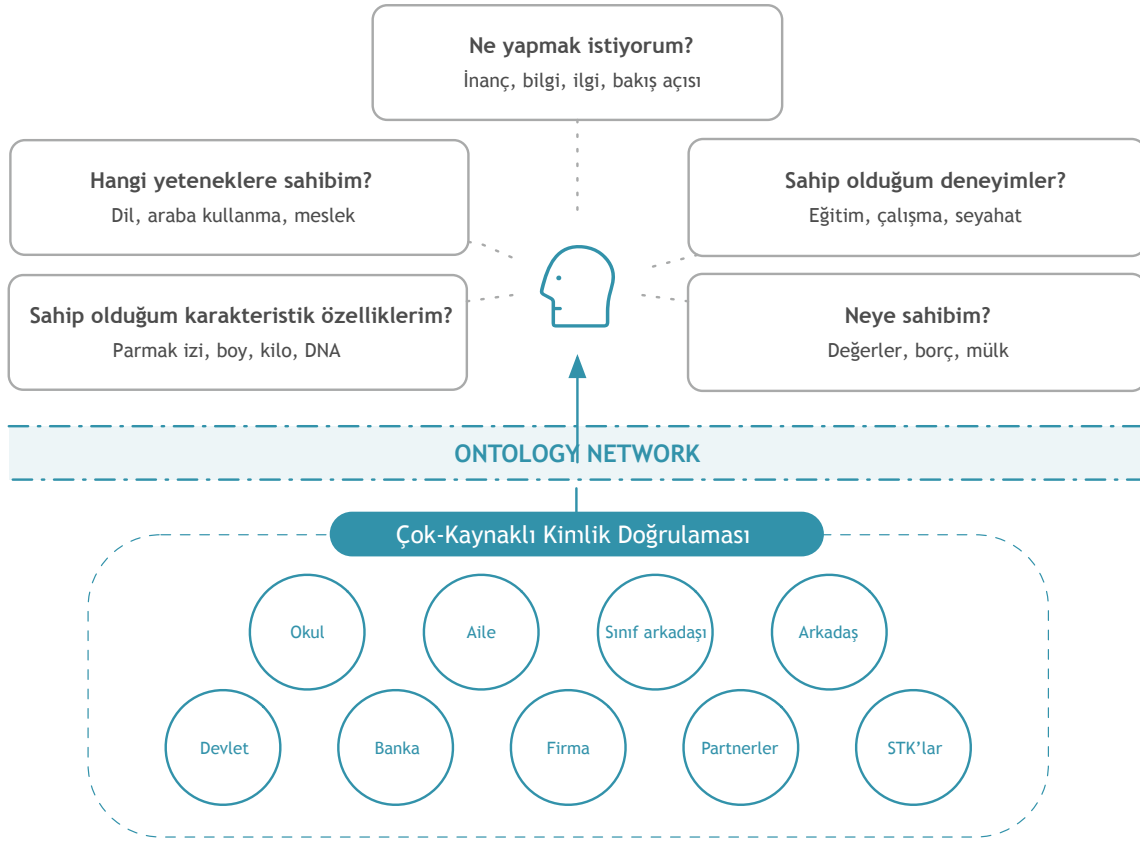 Ne yapmak istiyorum?
İnanç, bilgi, ilgi, bakış açısı
Hangi yeteneklere sahibim?
Dil, araba kullanma, meslek
Sahip olduğum deneyimler?
Eğitim, çalışma, seyahat
Sahip olduğum karakteristik özelliklerim?
Parmak izi, boy, kilo, DNA
Neye sahibim?
Değerler, borç, mülk
ONTOLOGY NETWORK
Çok-Kaynaklı Kinılik Doğrulaması
Okul
Aile
Sınıf arkadaşı
Arkadaş
Devlet
Banka
Firma
Partnerler
STK’lar